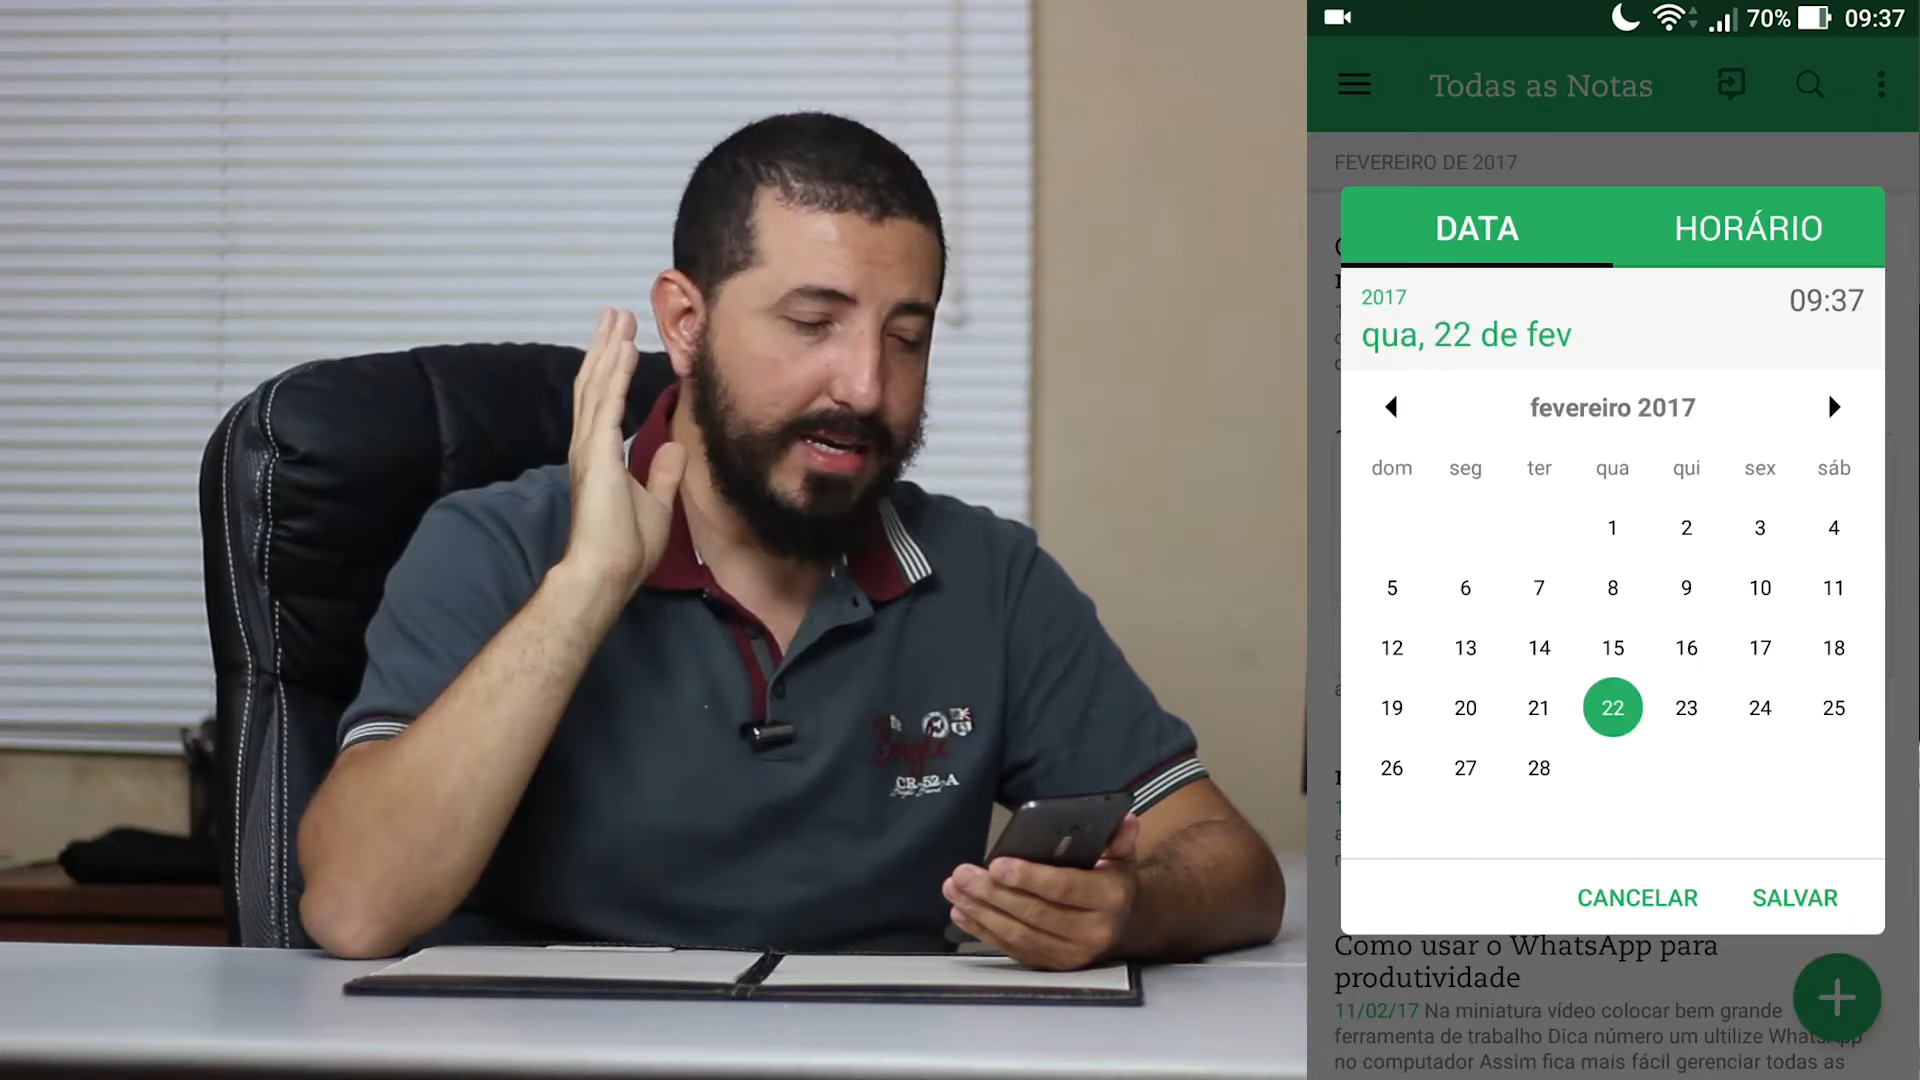 70% 09:37
Todas as Notas
FEVEREIRO DE 2017
DATA HORÁRIO
2017
09:37
qua, 22 de fev
fevereiro 2017
dom seg ter qua qui sex sáb
1 2 3 4
5 6 7 8 9 10 11
12 13 14 15 16 17 18
19 20 21 22 23 24 25
26 27 28
CANCELAR SALVAR
Como usar o WhatsApp para
produtividade
11/02/17 Na miniatura vídeo colocar bem grande
ferramenta de trabalho Dica número um ultilize WhatsApp
no computador Assim fica mais fácil gerenciar todas as
CR-52-A